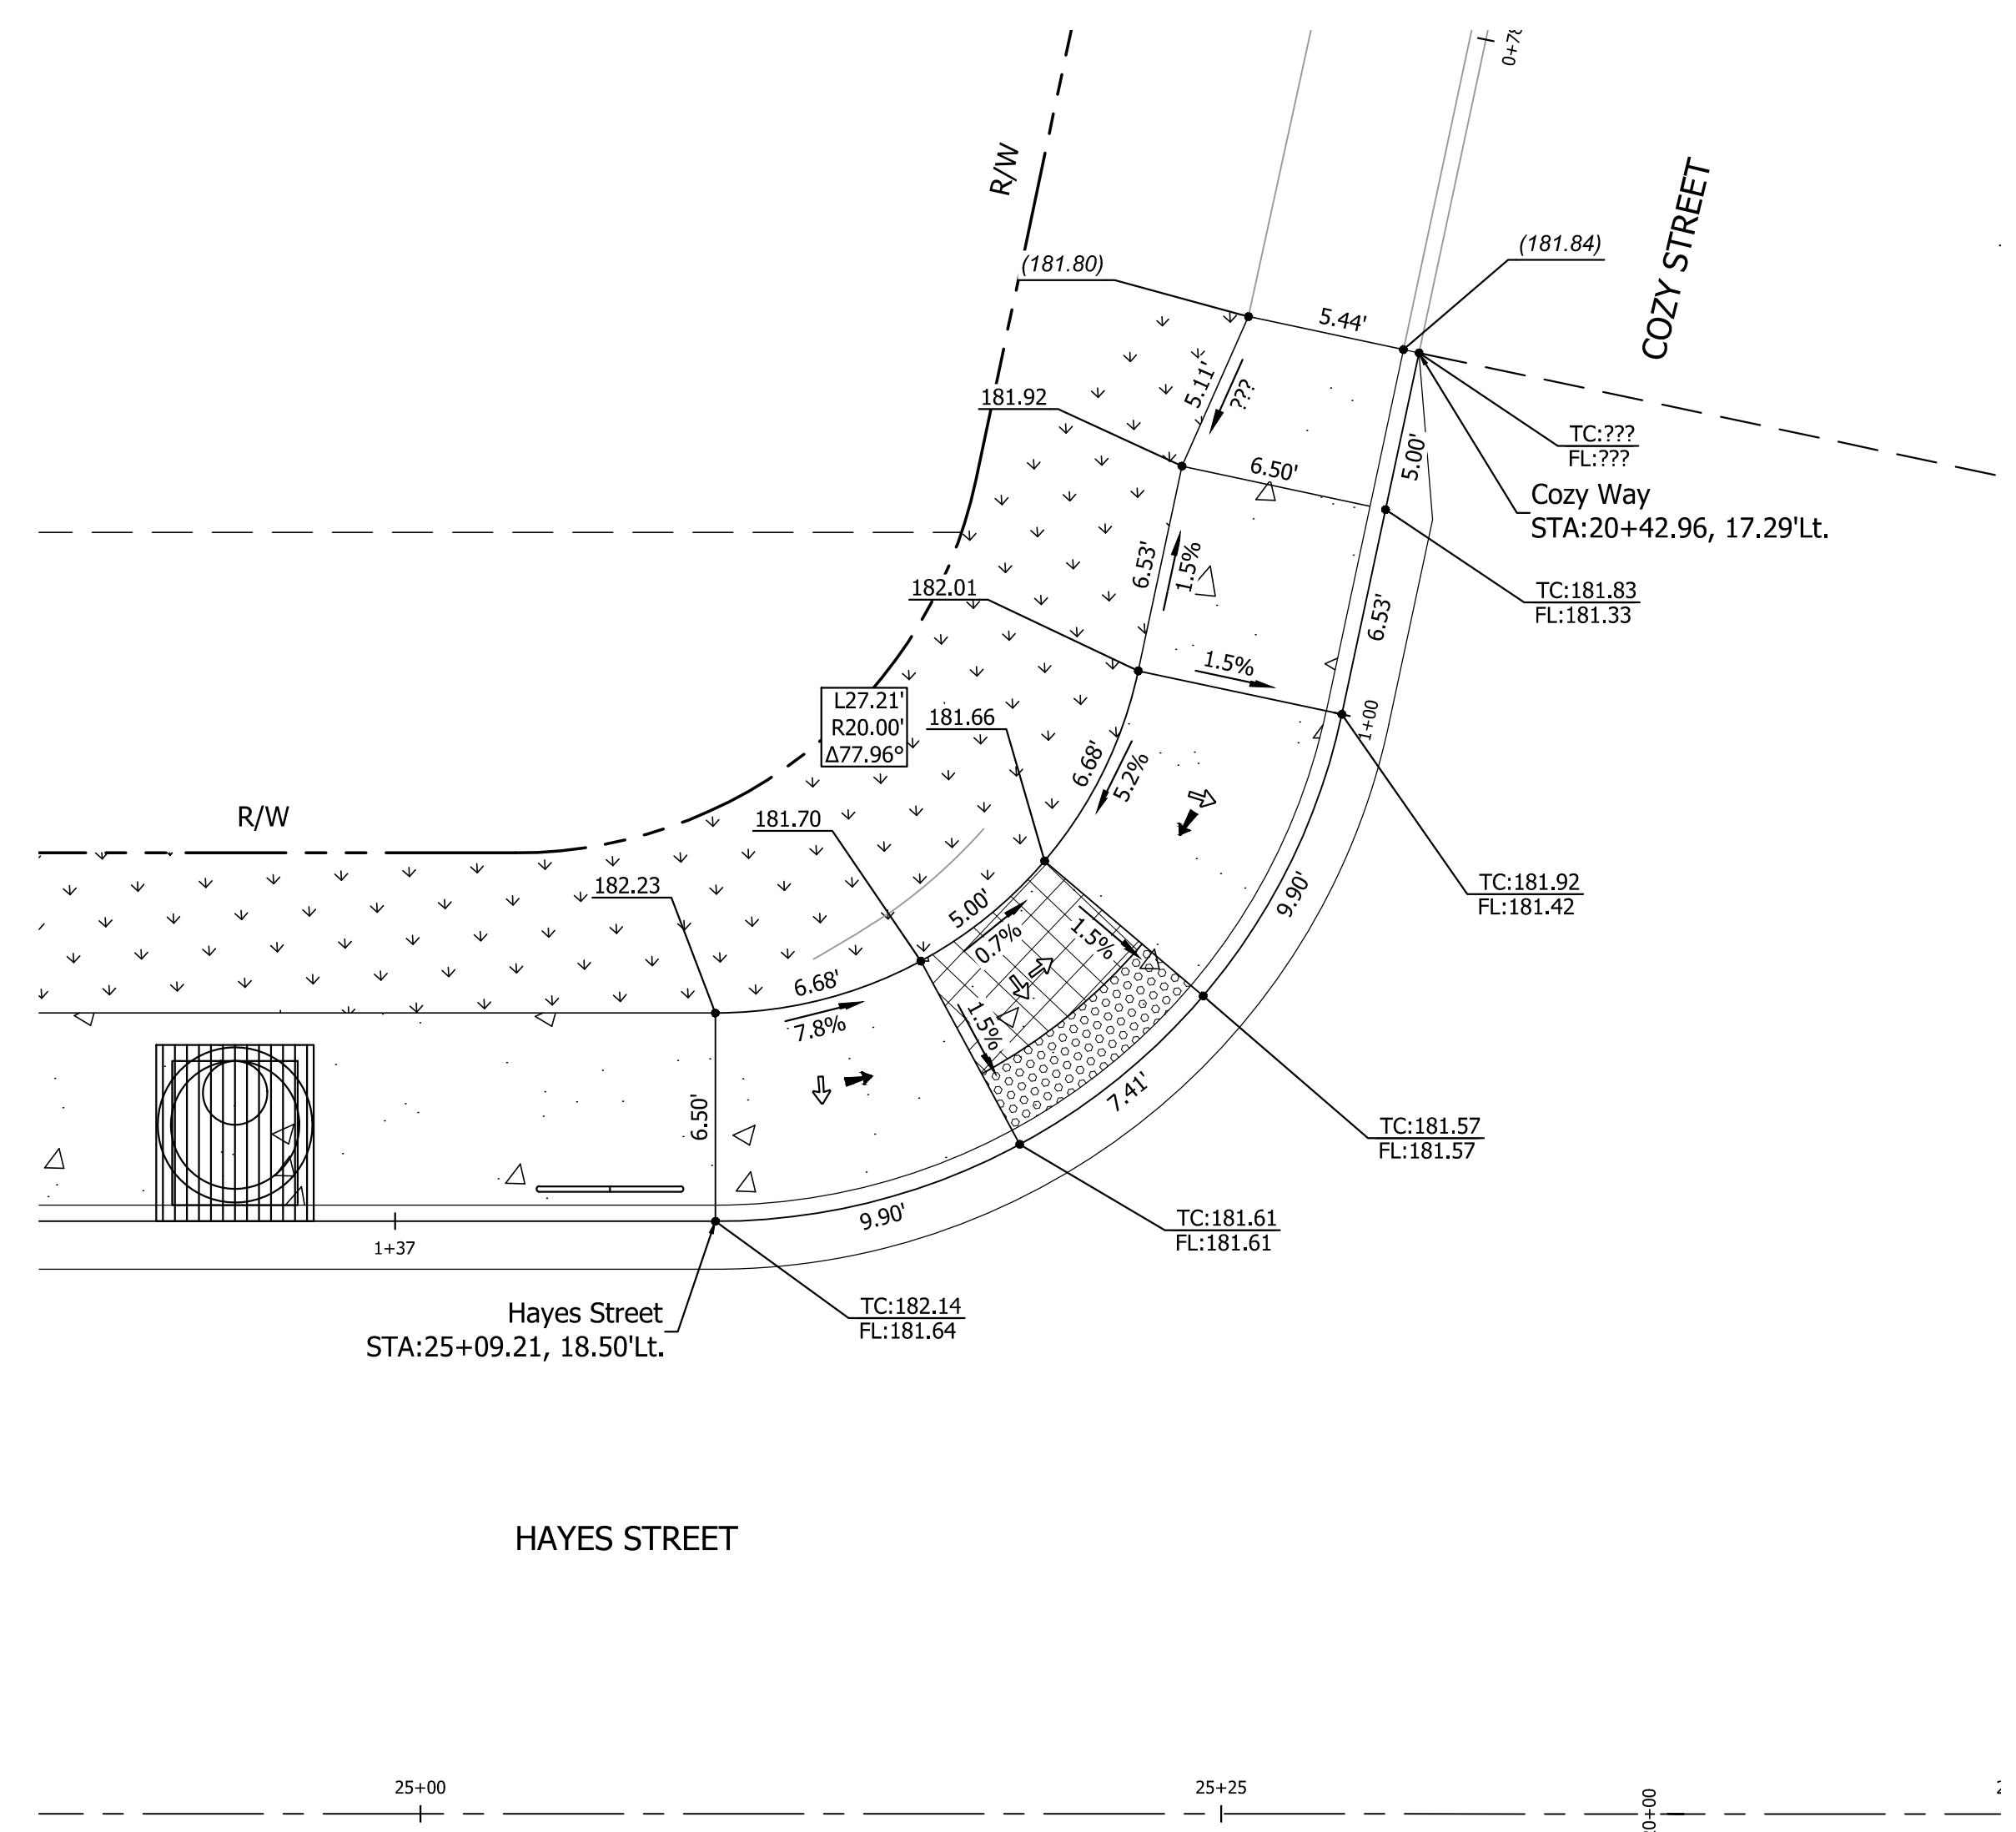 0+78
R/W
COZY STREET
(181.84)
(181.80)
5.44'
5.11'
???
181.92
TC:???
FL:???
5.00'
6.50'
Cozy Way
STA:20+42.96, 17.29'Lt.
6.53'
1.5%
182.01
TC:181.83
FL:181.33
6.53'
1.5%
L27.21'
R20.00'
Δ77.96°
181.66
1+00
6.68'
5.2%
R/W
181.70
182.23
TC:181.92
FL:181.42
9.90'
5.00'
0.7%
1.5%
6.68'
7.8%
1.5%
6.50'
7.41'
TC:181.57
FL:181.57
9.90'
TC:181.61
FL:181.61
1+37
Hayes Street
STA:25+09.21, 18.50'Lt.
TC:182.14
FL:181.64
HAYES STREET
25+00
25+25